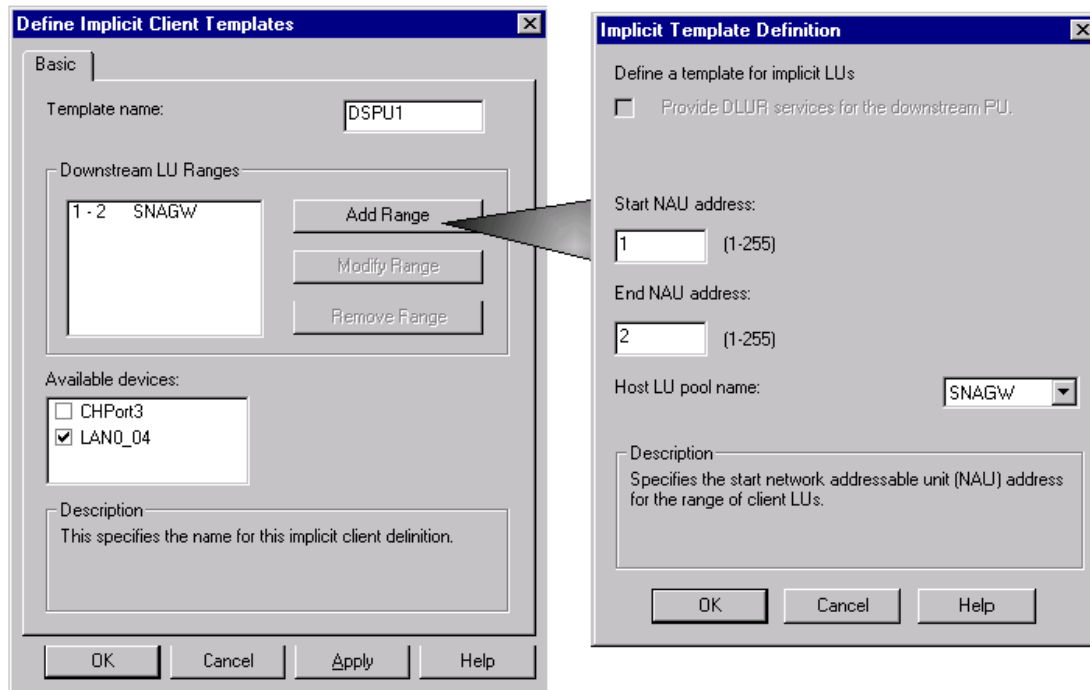 Define Implicit Client Templates
Basic
Template name:
DSPU1
Downstream LU Ranges
1 - 2 SNAGW
Add Range
Modify Range
Remove Range
Available devices:
CHPort3
LAN0_04
Description
This specifies the name for this implicit client delinition.
OK
Cancel
Apply
Help
Implicit Template Definition
Define a template for implicit LUs
Provide DLUR services for the downstream PU.
Start NAU address:
1
(1-255)
End NAU address:
2
(1-255)
Host LU pool name:
SNAGW
Description
Specifies the start network addressable unit (NAU) address
for the range of client LUs.
OK
Cancel
Help